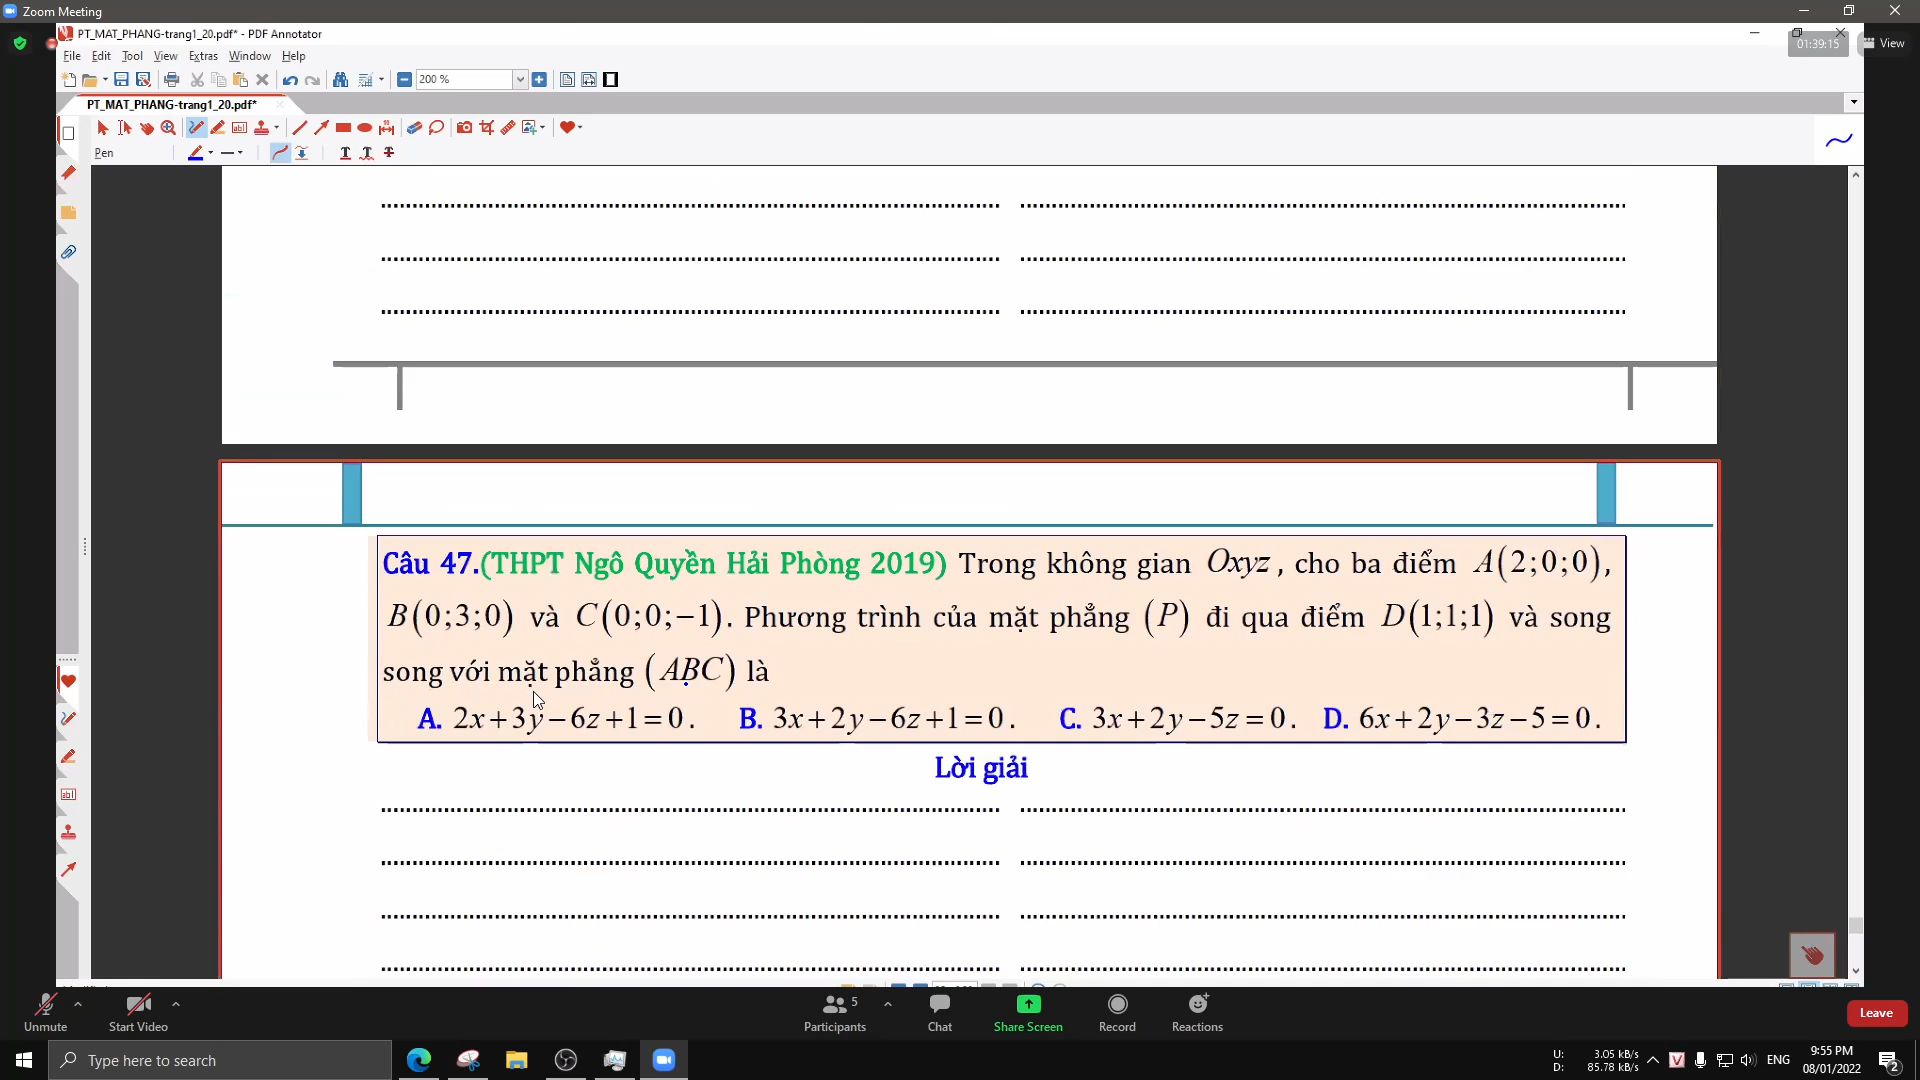 Zoom Meeting
PT_MAT_PHANG-trang1_20.pdf* - PDF Annotator
01:39:15
View
File Edit Tool View Extras Window Help
200 %
PT_MAT_PHANG-trang1_20.pdf*
Pen
Câu 47.(THPT Ngô Quyền Hải Phòng 2019) Trong không gian Oxyz, cho ba điểm A(2;0;0),
B(0;3;0) và C(0;0;−1). Phương trình của mặt phẳng (P) đi qua điểm D(1;1;1) và song
song với mặt phẳng (ABC) là
A. 2x+3y−6z+1=0. B. 3x+2y−6z+1=0. C. 3x+2y−5z=0. D. 6x+2y−3z−5=0.
Lời giải
Unmute Start Video 5 Participants Chat Share Screen Record Reactions Leave
Type here to search
U: 3.05 kB/s
D: 85.78 kB/s
ENG
9:55 PM
08/01/2022
2